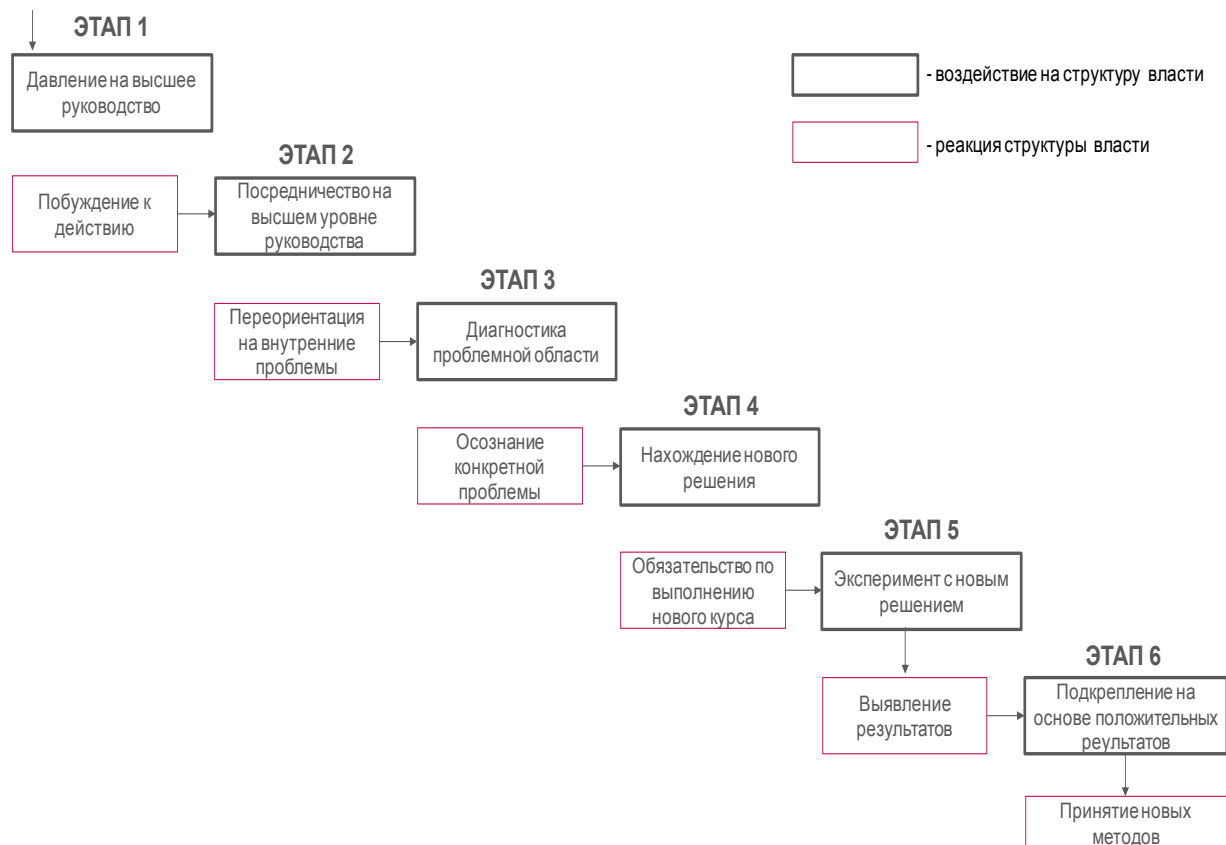 ЭТАП 1
Давление на высшее
руководство
- воздействие на структуру власти
- реакция структуры власти
ЭТАП 2
Побуждение к
действию
Посредничество на
высшем уровне
руководства
ЭТАП 3
Переориентация
на внутренние
проблемы
Диагностика
проблемной области
ЭТАП 4
Осознание
конкретной
проблемы
Нахождение нового
решения
ЭТАП 5
Обязательство по
выполнению
нового курса
Эксперимент с новым
решением
ЭТАП 6
Выявление
результатов
Подкрепление на
основе положительных
реультатов
Принятие новых
методов